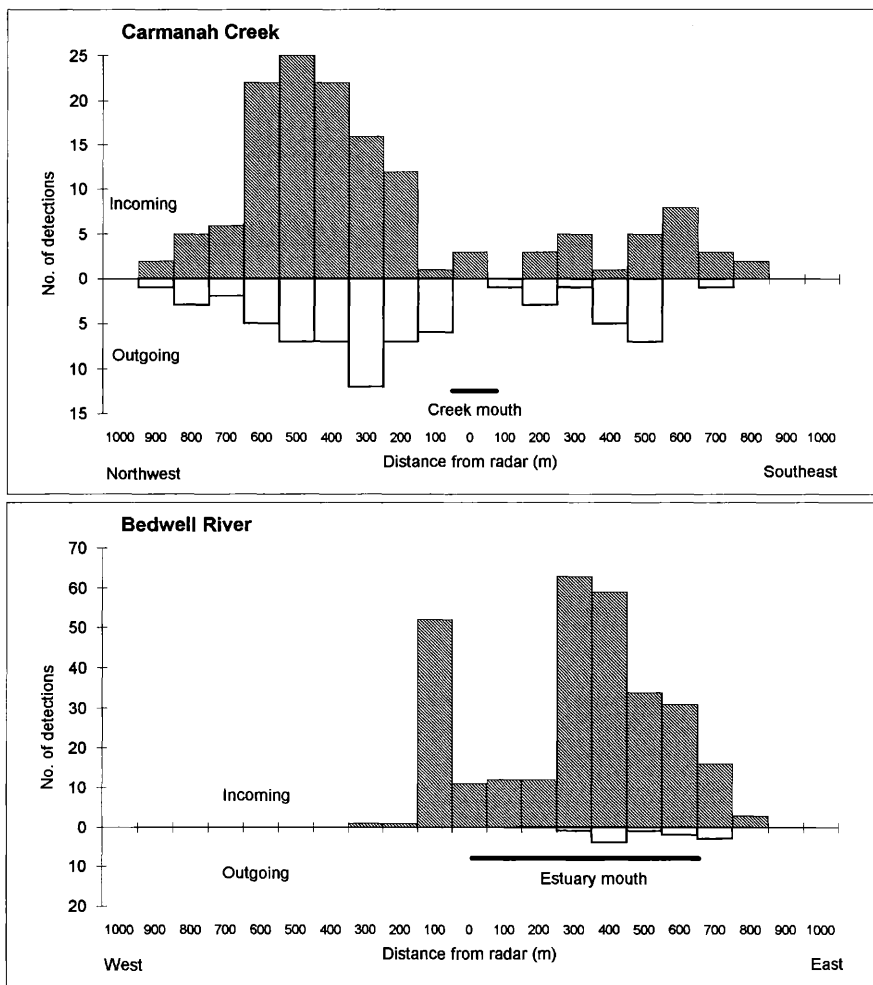 Carmanah Creek
25
20
15
10
5
0
5
10
15
No. of detections
Incoming
Outgoing
Creek mouth
1000 900 800 700 600 500 400 300 200 100 0 100 200 300 400 500 600 700 800 900 1000
Distance from radar (m)
Northwest
Southeast
Bedwell River
70
60
50
40
30
20
10
0
10
20
No. of detections
Incoming
Outgoing
Estuary mouth
1000 900 800 700 600 500 400 300 200 100 0 100 200 300 400 500 600 700 800 900 1000
Distance from radar (m)
West
East